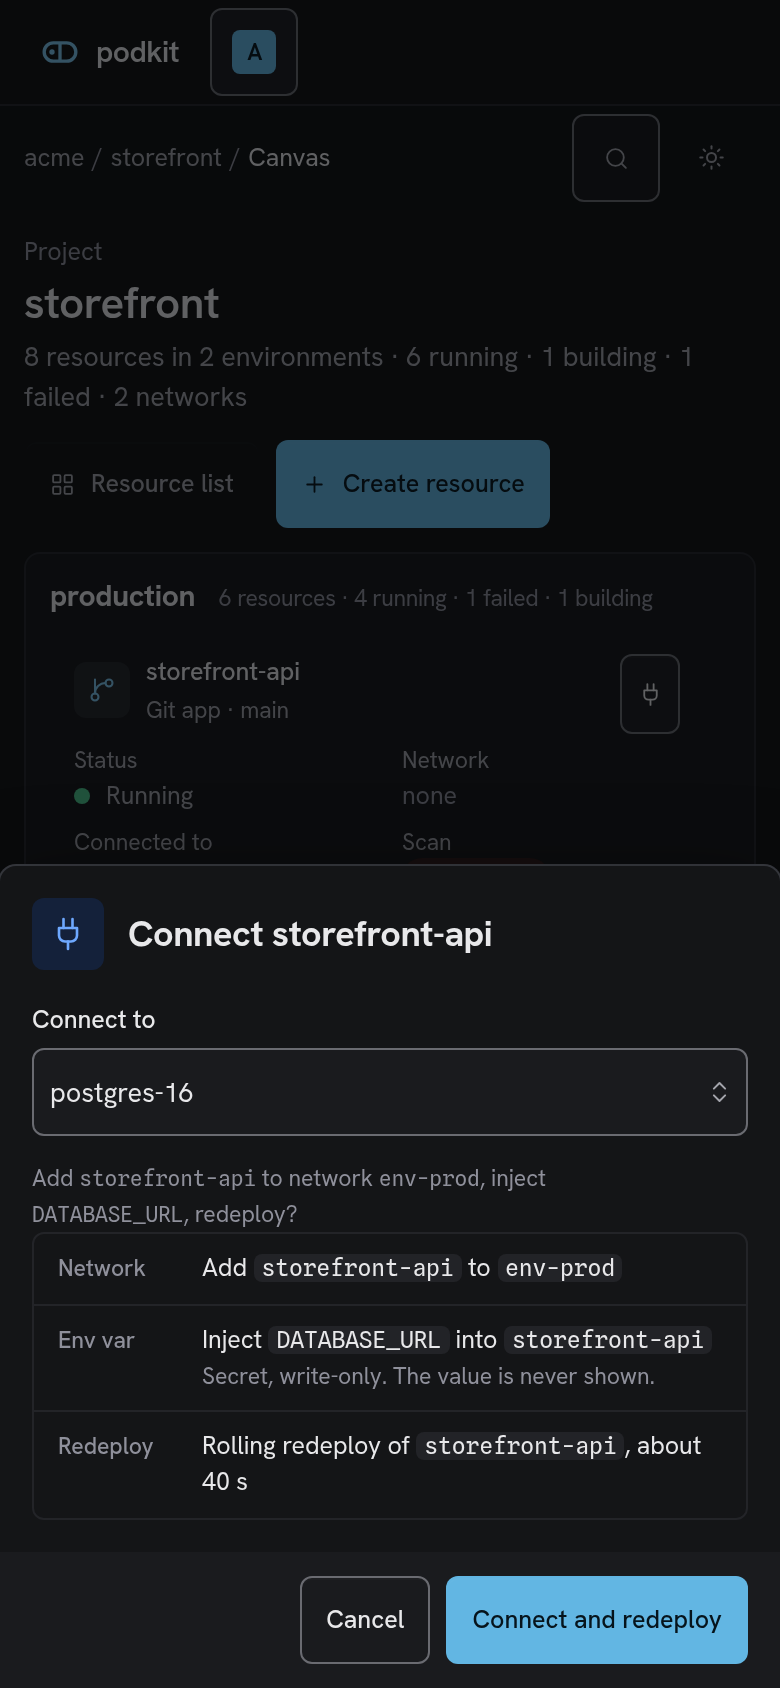 podkit
A
acme / storefront / Canvas
Project
storefront
8 resources in 2 environments · 6 running · 1 building · 1
failed · 2 networks
Resource list
Create resource
production 6 resources · 4 running · 1 failed · 1 building
storefront-api
Git app · main
Status Network
Running none
Connected to Scan
Connect storefront-api
Connect to
postgres-16
Add storefront-api to network env-prod, inject
DATABASE_URL, redeploy?
Network Add storefront-api to env-prod
Env var Inject DATABASE_URL into storefront-api
Secret, write-only. The value is never shown.
Redeploy Rolling redeploy of storefront-api, about
40 s
Cancel Connect and redeploy